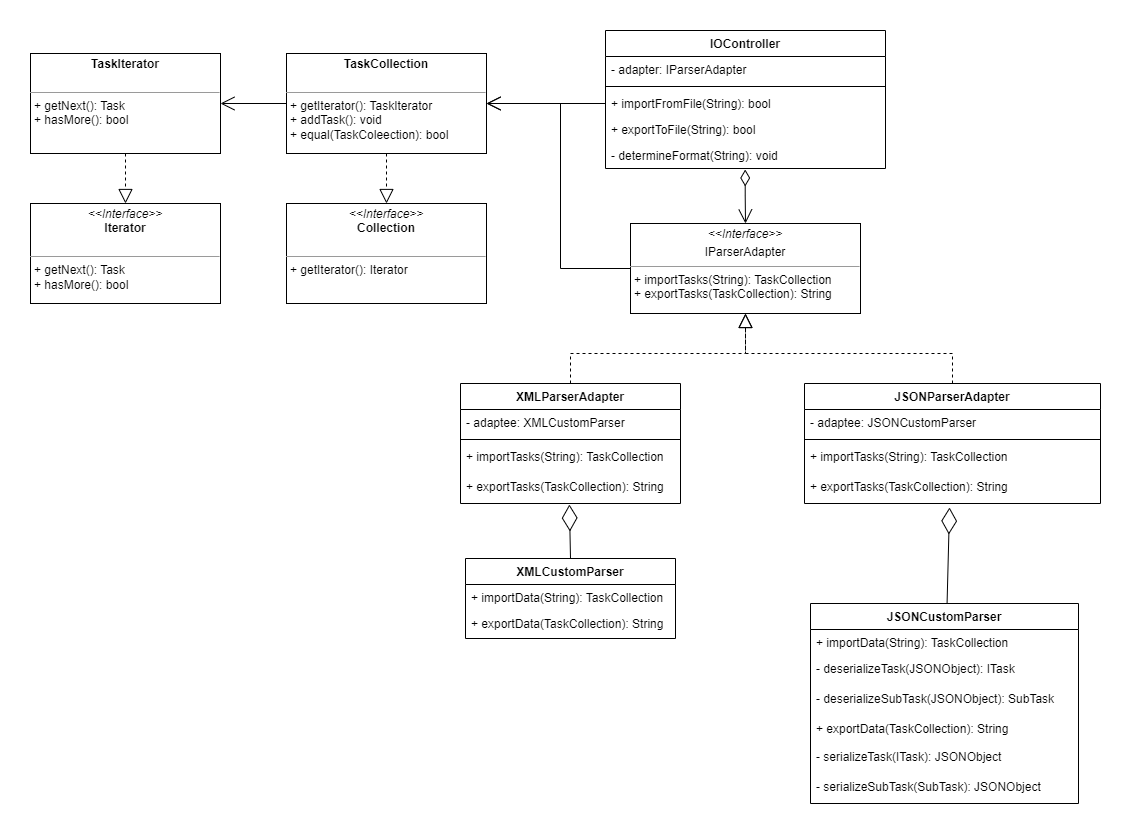 TaskIterator
+ getNext(): Task
+ hasMore(): bool
TaskCollection
+ getIterator(): TaskIterator
+ addTask(): void
+ equal(TaskColeection): bool
IOController
- adapter: IParserAdapter
+ importFromFile(String): bool
+ exportToFile(String): bool
- determineFormat(String): void
<<Interface>>
Iterator
+ getNext(): Task
+ hasMore(): bool
<<Interface>>
Collection
+ getIterator(): Iterator
<<Interface>>
IParserAdapter
+ importTasks(String): TaskCollection
+ exportTasks(TaskCollection): String
XMLParserAdapter
- adaptee: XMLCustomParser
+ importTasks(String): TaskCollection
+ exportTasks(TaskCollection): String
JSONParserAdapter
- adaptee: JSONCustomParser
+ importTasks(String): TaskCollection
+ exportTasks(TaskCollection): String
XMLCustomParser
+ importData(String): TaskCollection
+ exportData(TaskCollection): String
JSONCustomParser
+ importData(String): TaskCollection
- deserializeTask(JSONObject): ITask
- deserializeSubTask(JSONObject): SubTask
+ exportData(TaskCollection): String
- serializeTask(ITask): JSONObject
- serializeSubTask(SubTask): JSONObject